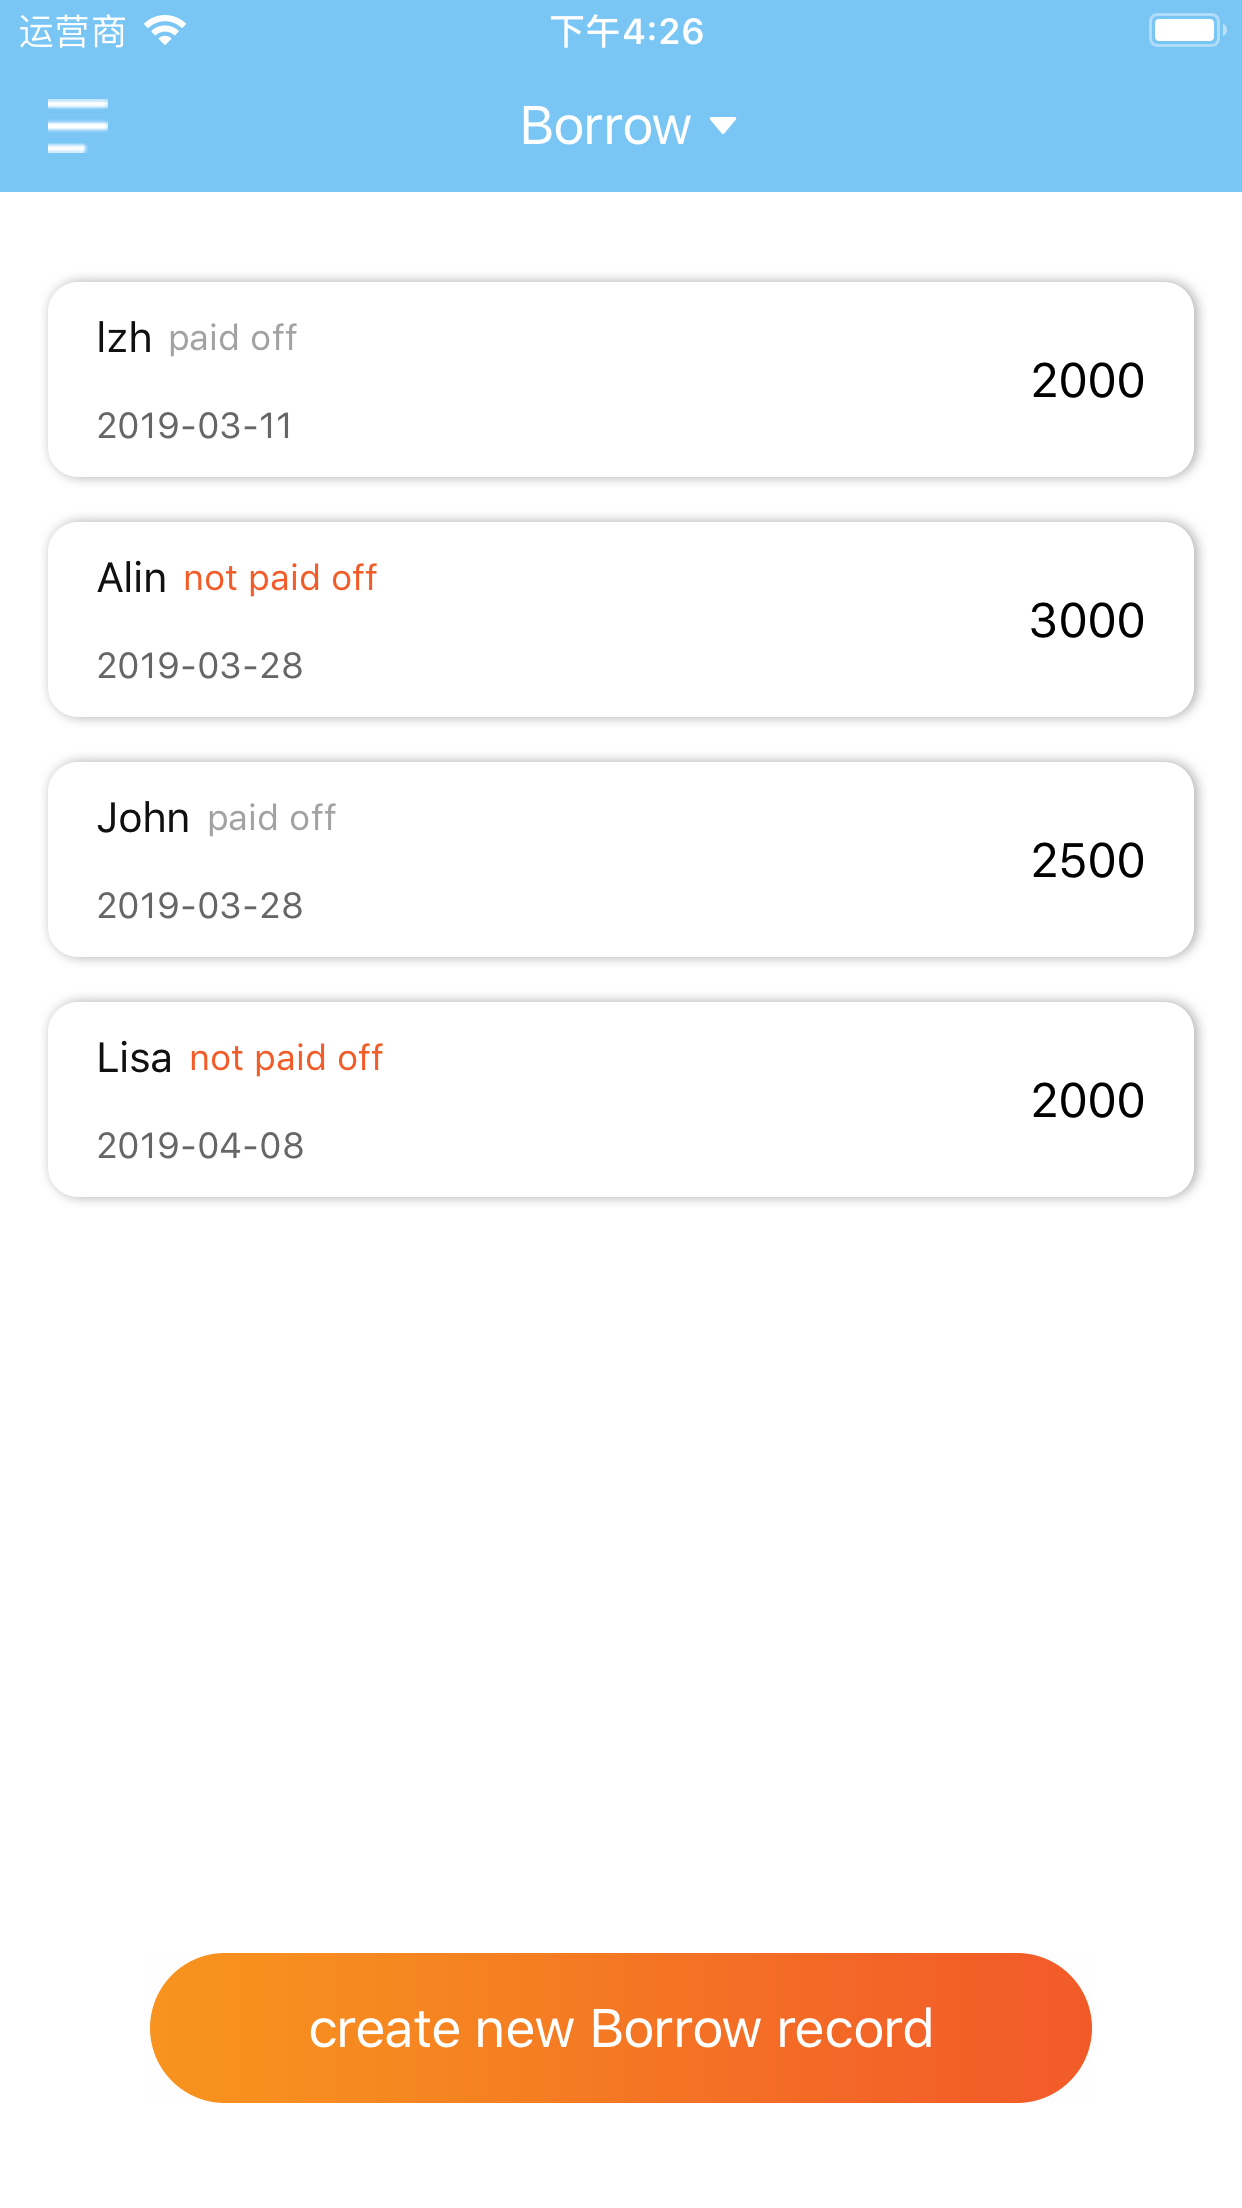 运营商 下午4:26
Borrow
lzh paid off
2000
2019-03-11
Alin not paid off
3000
2019-03-28
John paid off
2500
2019-03-28
Lisa not paid off
2000
2019-04-08
create new Borrow record